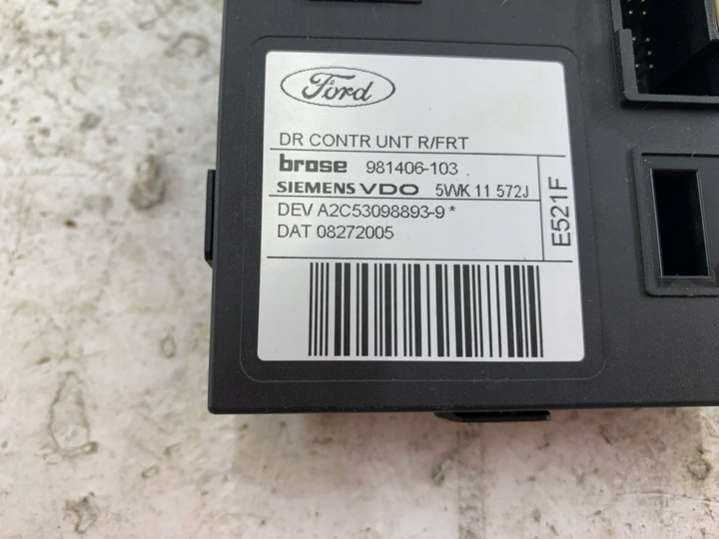 Ford
DR CONTR UNT R/FRT
brose 981406-103
SIEMENS VDO 5WK 11 572J
DEV A2C53098893-9 *
DAT 08272005
E521F